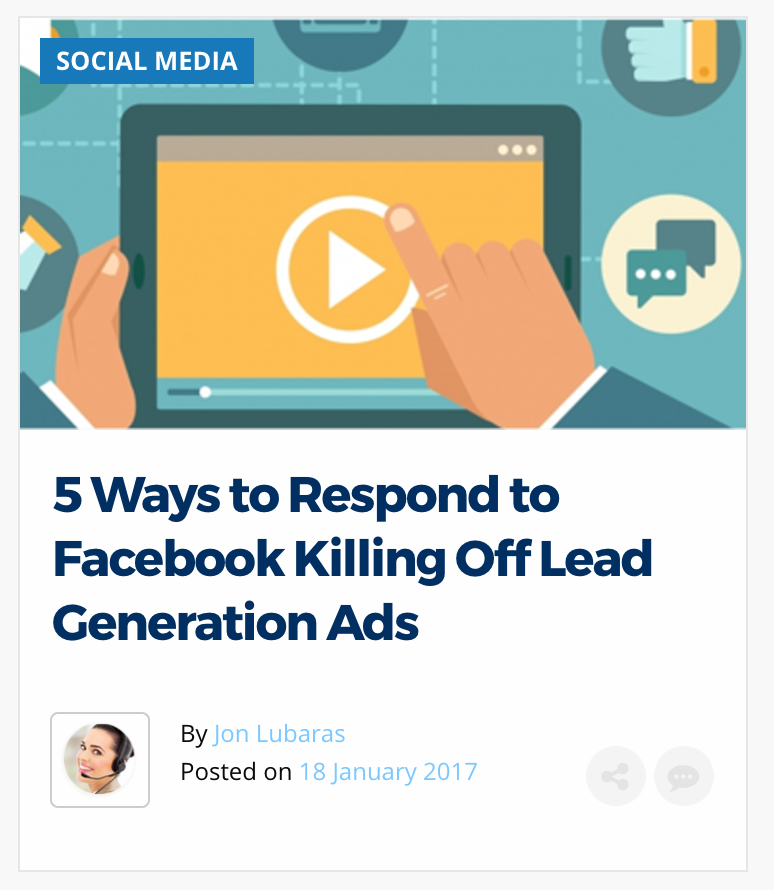 SOCIAL MEDIA
5 Ways to Respond to
Facebook Killing Off Lead
Generation Ads
By Jon Lubaras
Posted on 18 January 2017